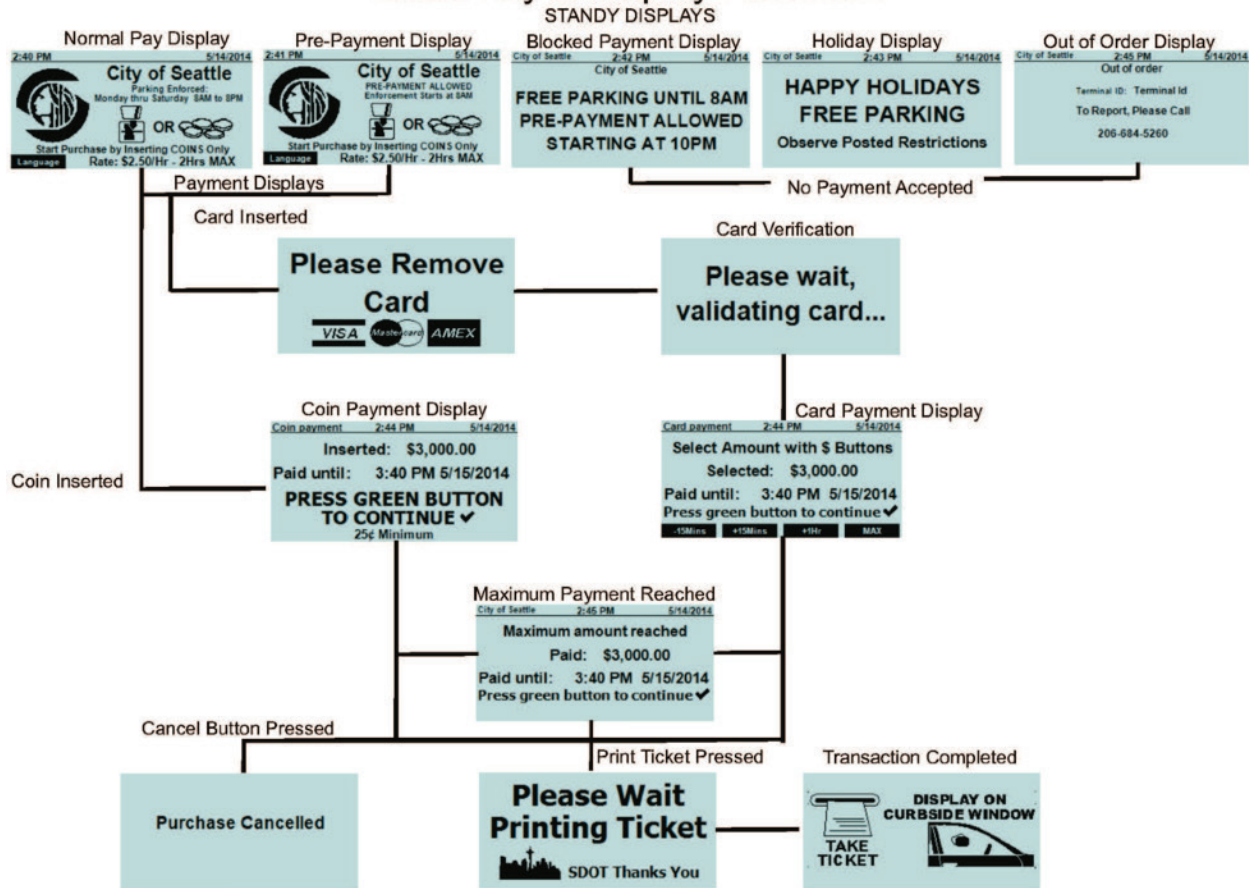 STANDY DISPLAYS
Normal Pay Display
Pre-Payment Display
Blocked Payment Display
Holiday Display
Out of Order Display
2:40 PM 5/14/2014
City of Seattle
Parking Enforced:
Monday thru Saturday 8AM to 8PM
OR
Start Purchase by Inserting COINS Only
Language Rate: $2.50/Hr - 2Hrs MAX
2:41 PM 5/14/2014
City of Seattle
PRE-PAYMENT ALLOWED
Enforcement Starts at 8AM
OR
Start Purchase by Inserting COINS Only
Language Rate: $2.50/Hr - 2Hrs MAX
City of Seattle 2:42 PM 5/14/2014
City of Seattle
FREE PARKING UNTIL 8AM
PRE-PAYMENT ALLOWED
STARTING AT 10PM
City of Seattle 2:43 PM 5/14/2014
HAPPY HOLIDAYS
FREE PARKING
Observe Posted Restrictions
City of Seattle 2:45 PM 5/14/2014
Out of order
Terminal ID: Terminal Id
To Report, Please Call
206-684-5260
Payment Displays
No Payment Accepted
Card Inserted
Card Verification
Please Remove
Card
VISA Mastercard AMEX
Please wait,
validating card...
Coin Payment Display
Coin payment 2:44 PM 5/14/2014
Inserted: $3,000.00
Paid until: 3:40 PM 5/15/2014
PRESS GREEN BUTTON
TO CONTINUE ✔
25¢ Minimum
Card Payment Display
Card payment 2:44 PM 5/14/2014
Select Amount with $ Buttons
Selected: $3,000.00
Paid until: 3:40 PM 5/15/2014
Press green button to continue ✔
-15Mins +15Mins +1Hr MAX
Coin Inserted
Maximum Payment Reached
City of Seattle 2:45 PM 5/14/2014
Maximum amount reached
Paid: $3,000.00
Paid until: 3:40 PM 5/15/2014
Press green button to continue ✔
Cancel Button Pressed
Print Ticket Pressed
Transaction Completed
Purchase Cancelled
Please Wait
Printing Ticket
SDOT Thanks You
TAKE
TICKET
DISPLAY ON
CURBSIDE WINDOW